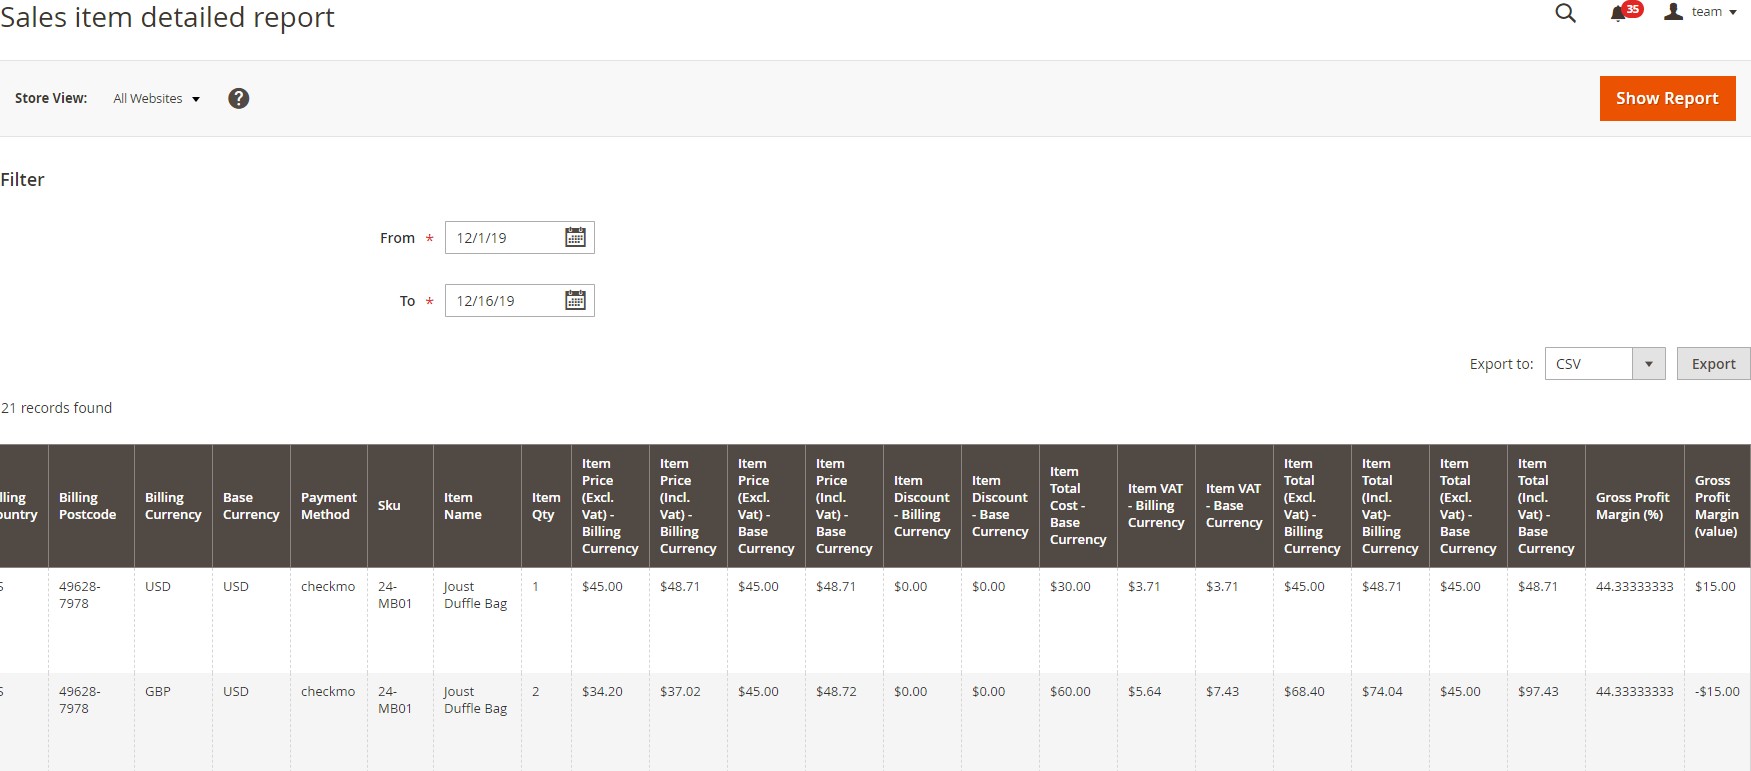 Sales item detailed report
35
team
Store View: All Websites ?
Show Report
Filter
From * 12/1/19
To * 12/16/19
Export to: CSV Export
21 records found
lling
ountry
Billing
Postcode
Billing
Currency
Base
Currency
Payment
Method
Sku
Item
Name
Item
Qty
Item
Price
(Excl.
Vat) -
Billing
Currency
Item
Price
(Incl.
Vat) -
Billing
Currency
Item
Price
(Excl.
Vat) -
Base
Currency
Item
Price
(Incl.
Vat) -
Base
Currency
Item
Discount
- Billing
Currency
Item
Discount
- Base
Currency
Item
Total
Cost -
Base
Currency
Item VAT
- Billing
Currency
Item VAT
- Base
Currency
Item
Total
(Excl.
Vat) -
Billing
Currency
Item
Total
(Incl.
Vat)-
Billing
Currency
Item
Total
(Excl.
Vat) -
Base
Currency
Item
Total
(Incl.
Vat) -
Base
Currency
Gross Profit
Margin (%)
Gross
Profit
Margin
(value)
S
49628-
7978
USD
USD
checkmo
24-
MB01
Joust
Duffle Bag
1
$45.00
$48.71
$45.00
$48.71
$0.00
$0.00
$30.00
$3.71
$3.71
$45.00
$48.71
$45.00
$48.71
44.33333333
$15.00
S
49628-
7978
GBP
USD
checkmo
24-
MB01
Joust
Duffle Bag
2
$34.20
$37.02
$45.00
$48.72
$0.00
$0.00
$60.00
$5.64
$7.43
$68.40
$74.04
$45.00
$97.43
44.33333333
-$15.00